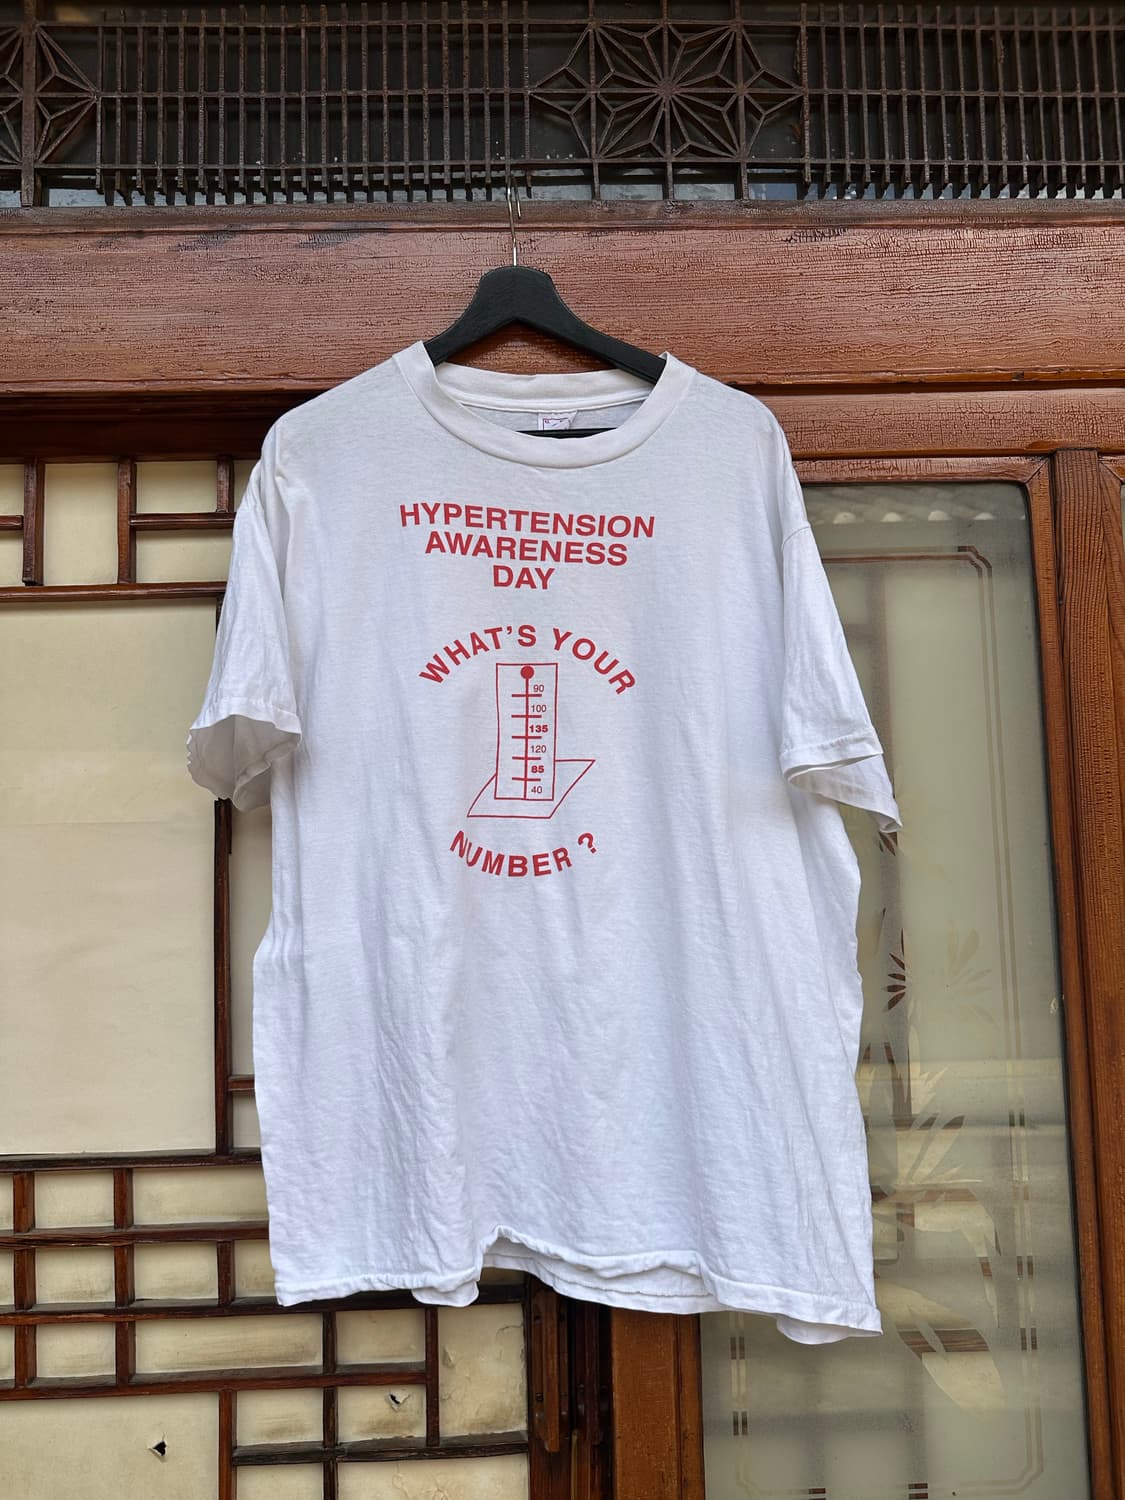 HYPERTENSION
AWARENESS
DAY
WHAT'S YOUR
90
100
135
120
85
40
NUMBER ?